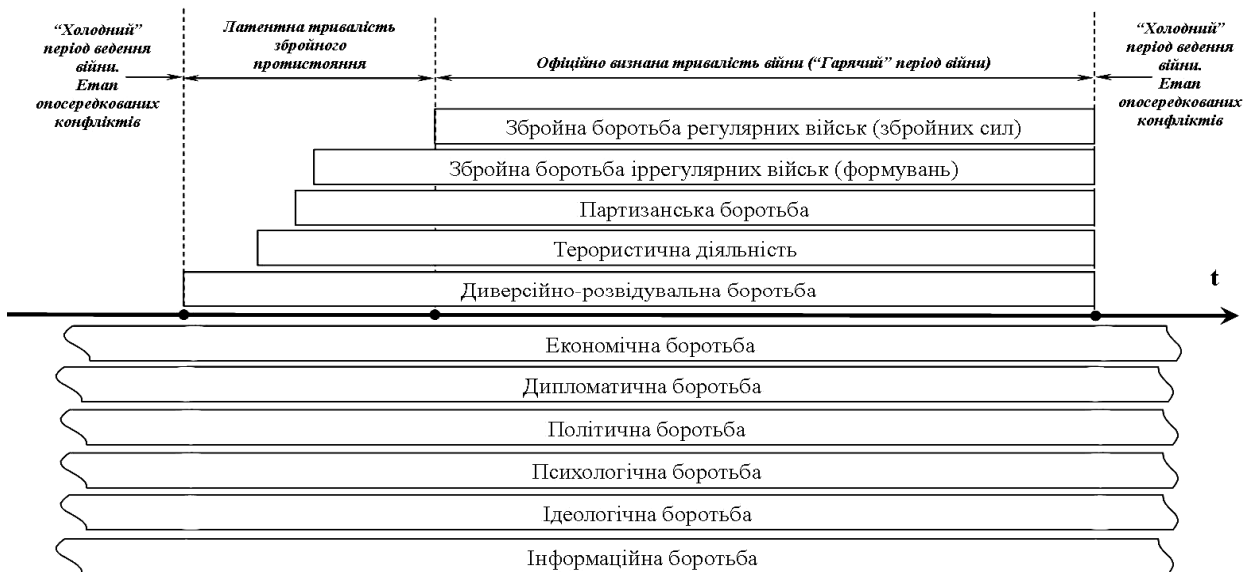 “Холодний”
період ведення
війни.
Етап
опосередкованих
конфліктів
Латентна тривалість
збройного
протистояння
Офіційно визнана тривалість війни (“Гарячий” період війни)
“Холодний”
період ведення
війни.
Етап
опосередкованих
конфліктів
Збройна боротьба регулярних військ (збройних сил)
Збройна боротьба іррегулярних військ (формувань)
Партизанська боротьба
Терористична діяльність
Диверсійно-розвідувальна боротьба
t
Економічна боротьба
Дипломатична боротьба
Політична боротьба
Психологічна боротьба
Ідеологічна боротьба
Інформаційна боротьба